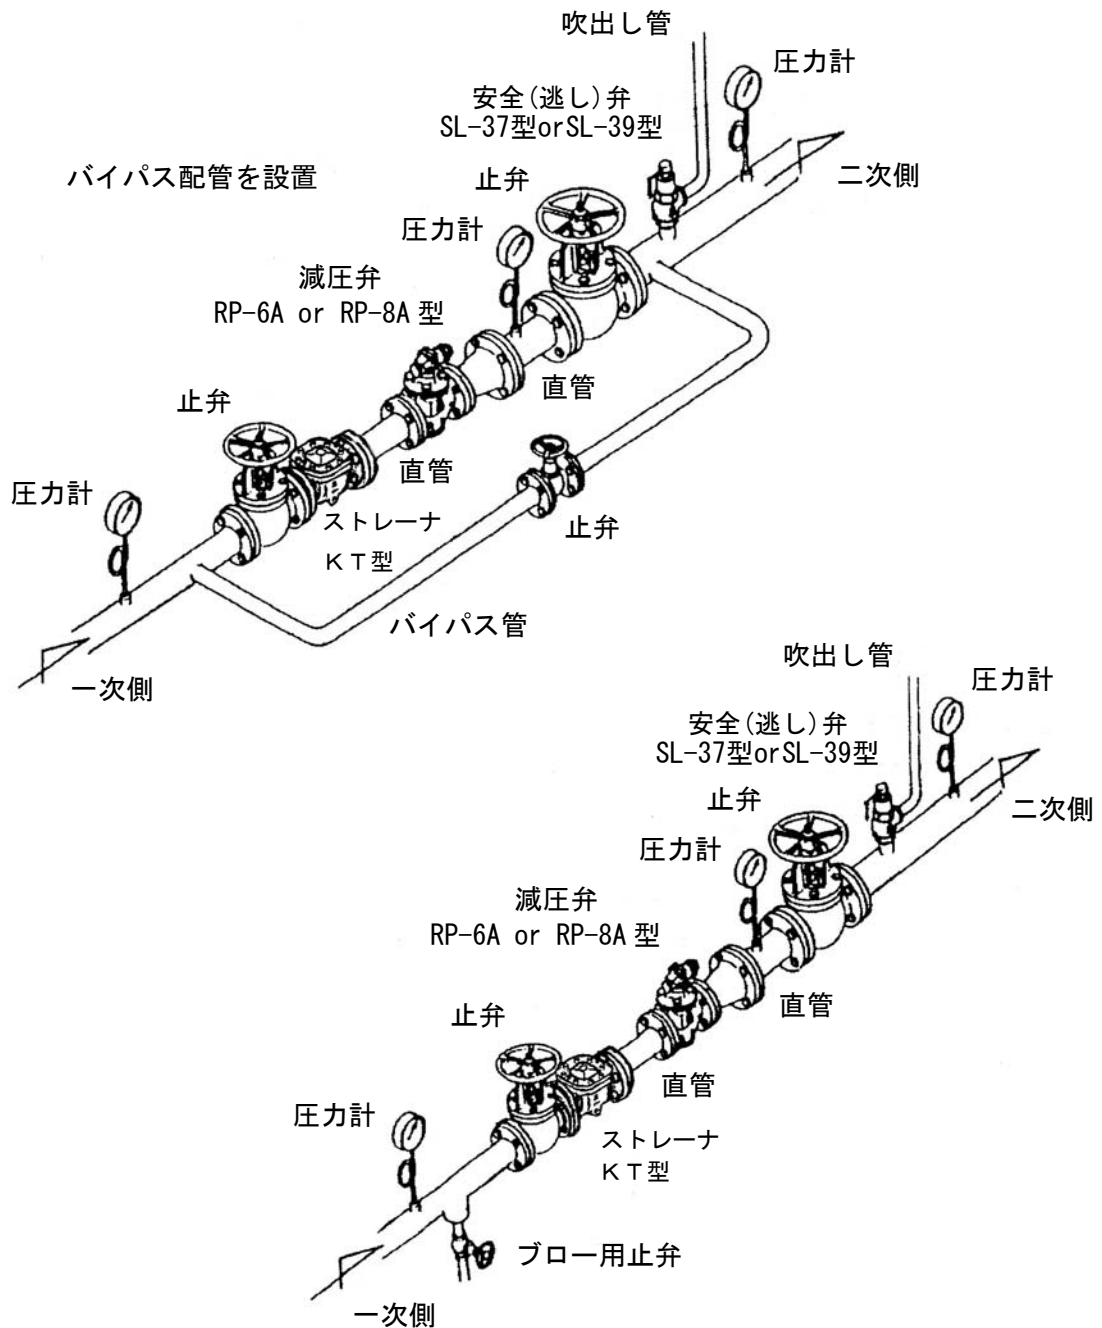 吹出し管
圧力計
安全(逃し)弁
SL-37型orSL-39型
バイパス配管を設置
止弁
二次側
圧力計
減圧弁
RP-6A or RP-8A 型
直管
止弁
直管
圧力計
ストレーナ
止弁
KT型
バイパス管
一次側
吹出し管
圧力計
安全(逃し)弁
SL-37型orSL-39型
止弁
二次側
圧力計
減圧弁
RP-6A or RP-8A 型
直管
止弁
直管
圧力計
ストレーナ
KT型
ブロー用止弁
一次側